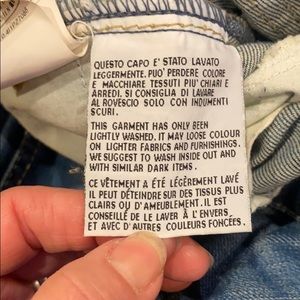 QUESTO CAPO E' STATO LAVATO
LEGGERMENTE. PUO' PERDERE COLORE
E MACCHIARE TESSUTI PIU' CHIARI E
ARREDI. SI CONSIGLIA DI LAVARE
AL ROVESCIO SOLO CON INDUMENTI
SCURI.
THIS GARMENT HAS ONLY BEEN
LIGHTLY WASHED, IT MAY LOOSE COLOUR
ON LIGHTER FABRICS AND FURNISHINGS.
WE SUGGEST TO WASH INSIDE OUT AND
WITH SIMILAR DARK ITEMS.
CE VÊTEMENT A ÉTÉ LÉGÈREMENT LAVÉ
IL PEUT DÉTEINDRE SUR DES TISSUS PLUS
CLAIRS OU D'AMEUBLEMENT. IL EST
CONSEILLÉ DE LE LAVER À L'ENVERS
ET AVEC D'AUTRES COULEURS FONCÉES.